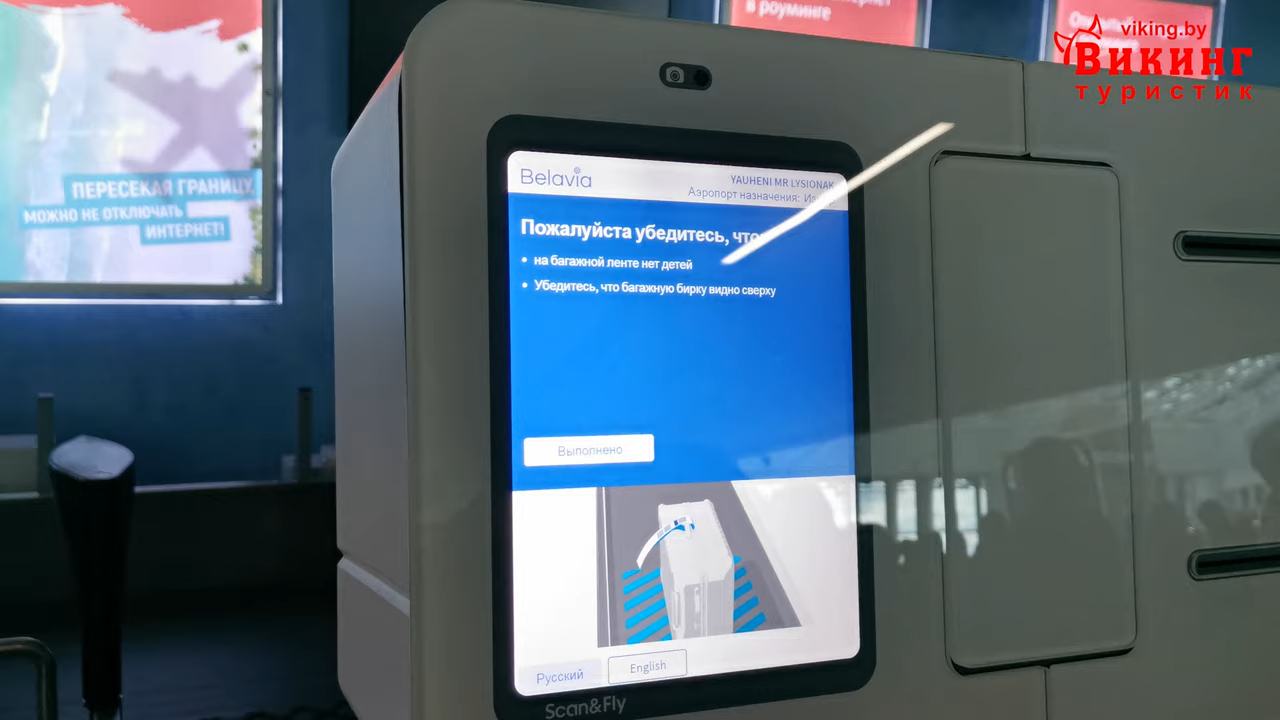 viking.by
Викинг
туристик
в роуминге
ПЕРЕСЕКАЯ ГРАНИЦУ,
МОЖНО НЕ ОТКЛЮЧАТЬ
ИНТЕРНЕТ!
Belavia
YAUHENI MR LYSIONAK
Аэропорт назначения:
Пожалуйста убедитесь, что
• на багажной ленте нет детей
• Убедитесь, что багажную бирку видно сверху
Выполнено
Русский
English
Scan&Fly